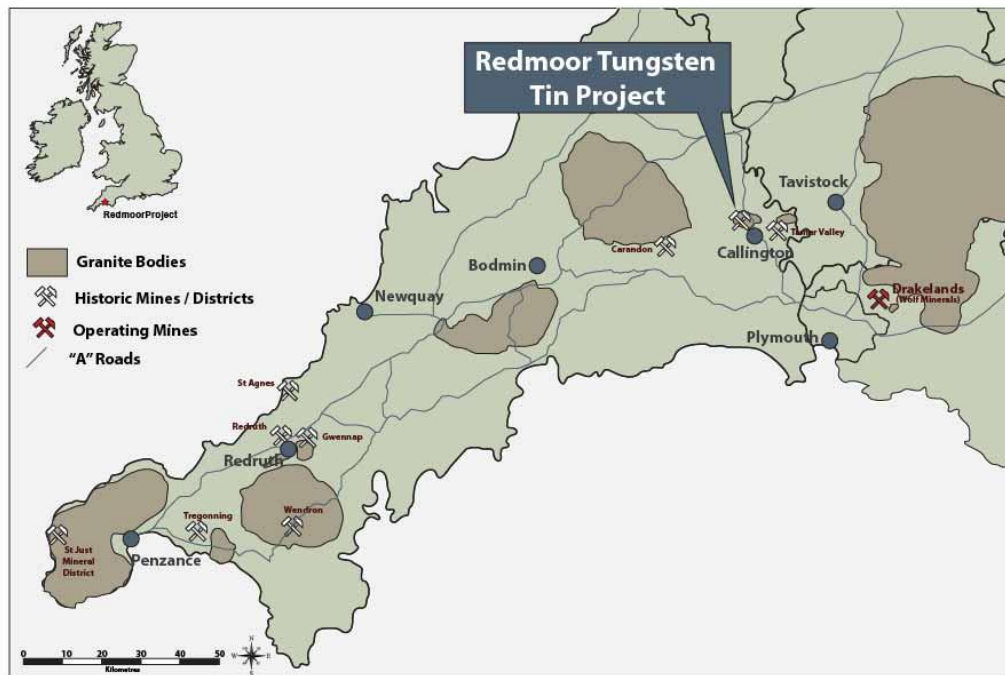 Redmoor Tungsten
Tin Project
RedmoorProject
Granite Bodies
Historic Mines / Districts
Operating Mines
"A" Roads
Tavistock
Tamar Valley
Callington
Carandon
Bodmin
Drakelands
(Wolf Minerals)
Newquay
Plymouth
St Agnes
Redruth
Gwennap
Redruth
Tregonning
Wendron
St Just
Mineral
District
Penzance
0 10 20 30 40 50
Kilometres
N
W E
S